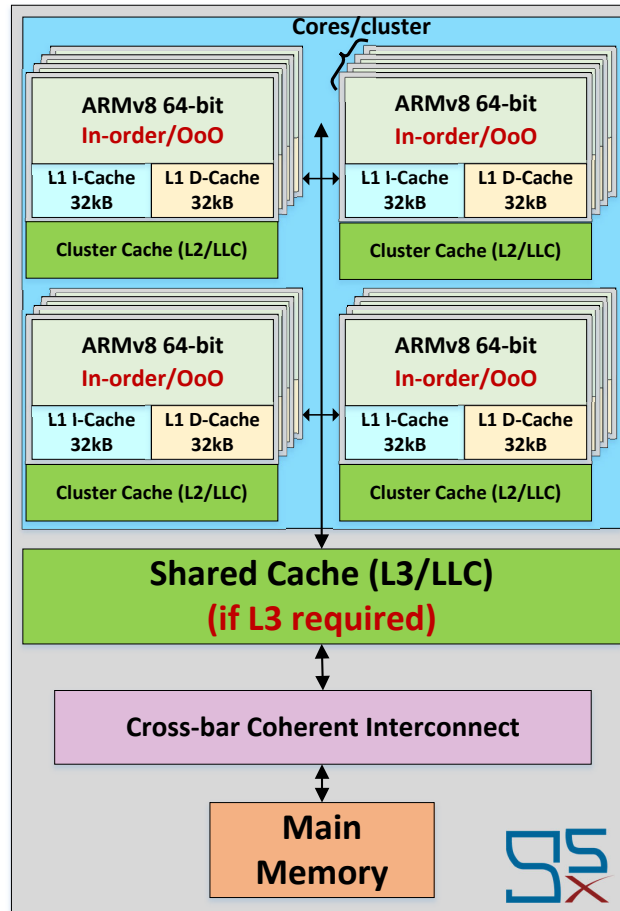 Cores/cluster
ARMv8 64-bit
In-order/OoO
L1 I-Cache
32kB
L1 D-Cache
32kB
Cluster Cache (L2/LLC)
ARMv8 64-bit
In-order/OoO
L1 I-Cache
32kB
L1 D-Cache
32kB
Cluster Cache (L2/LLC)
ARMv8 64-bit
In-order/OoO
L1 I-Cache
32kB
L1 D-Cache
32kB
Cluster Cache (L2/LLC)
ARMv8 64-bit
In-order/OoO
L1 I-Cache
32kB
L1 D-Cache
32kB
Cluster Cache (L2/LLC)
Shared Cache (L3/LLC)
(if L3 required)
Cross-bar Coherent Interconnect
Main
Memory